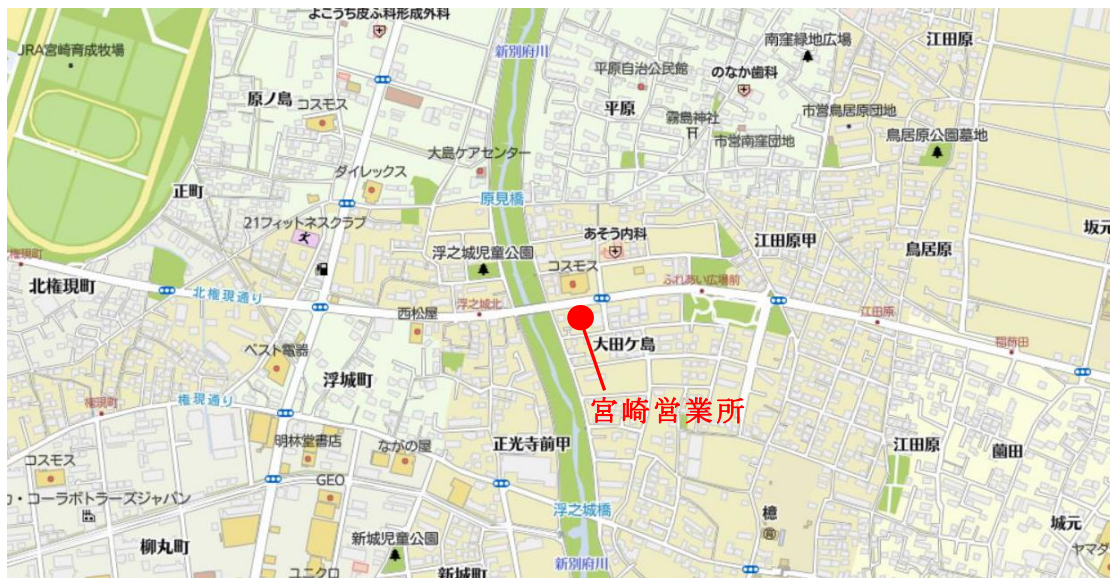 よこうち皮ふ科形成外科
JRA宮崎育成牧場
新別府川
南窪緑地広場
江田原
平原自治公民館
のなか歯科
原ノ島
コスモス
平原
霧島神社
市営鳥居原団地
市営南窪団地
鳥居原公園墓地
大島ケアセンター
ダイレックス
正町
原見橋
21フィットネスクラブ
あそう内科
江田原甲
坂元
鳥居原
権現町
浮之城児童公園
コスモス
ふれあい広場前
北権現町
北権現通り
西松屋
浮之城北
江田原
大田ケ島
稲荷田
ベスト電器
浮城町
権現町
権現通り
宮崎営業所
明林堂書店
ながの屋
正光寺前甲
江田原
薗田
コスモス
GEO
カ・コーラボトラーズジャパン
浮之城橋
檍
城元
柳丸町
新城児童公園
ヤマダ
新別府川
ユニクロ
新城町